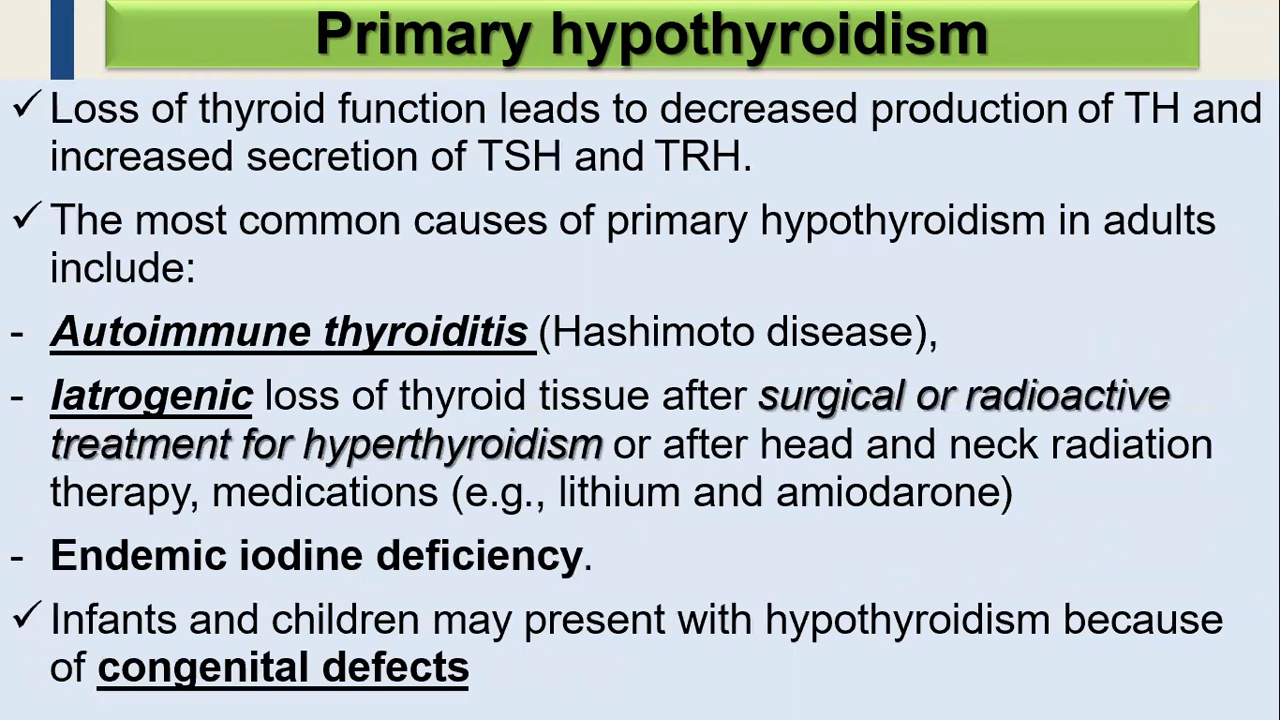 Primary hypothyroidism
✓ Loss of thyroid function leads to decreased production of TH and
increased secretion of TSH and TRH.
✓ The most common causes of primary hypothyroidism in adults
include:
- Autoimmune thyroiditis (Hashimoto disease),
- Iatrogenic loss of thyroid tissue after surgical or radioactive
treatment for hyperthyroidism or after head and neck radiation
therapy, medications (e.g., lithium and amiodarone)
- Endemic iodine deficiency.
✓ Infants and children may present with hypothyroidism because
of congenital defects